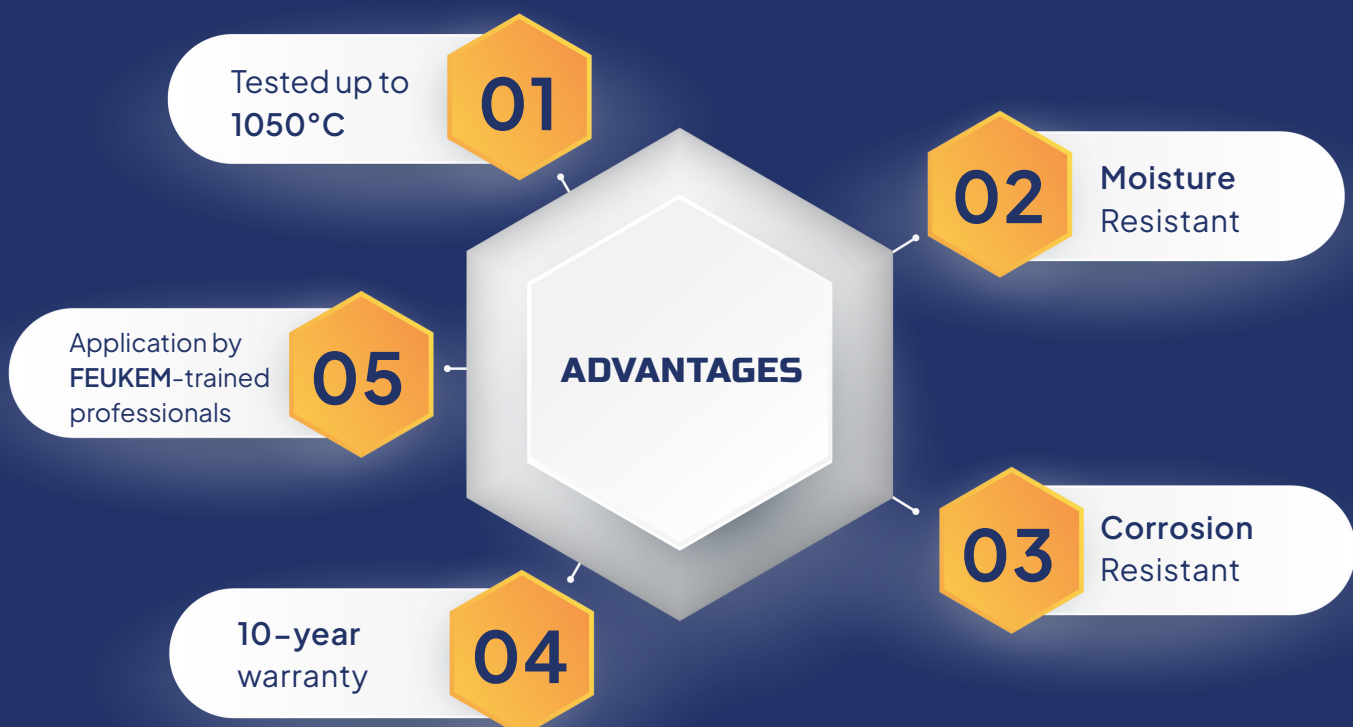 Tested up to
1050°C
01
02
Moisture
Resistant
ADVANTAGES
Application by
FEUKEM-trained
professionals
05
03
Corrosion
Resistant
10-year
warranty
04